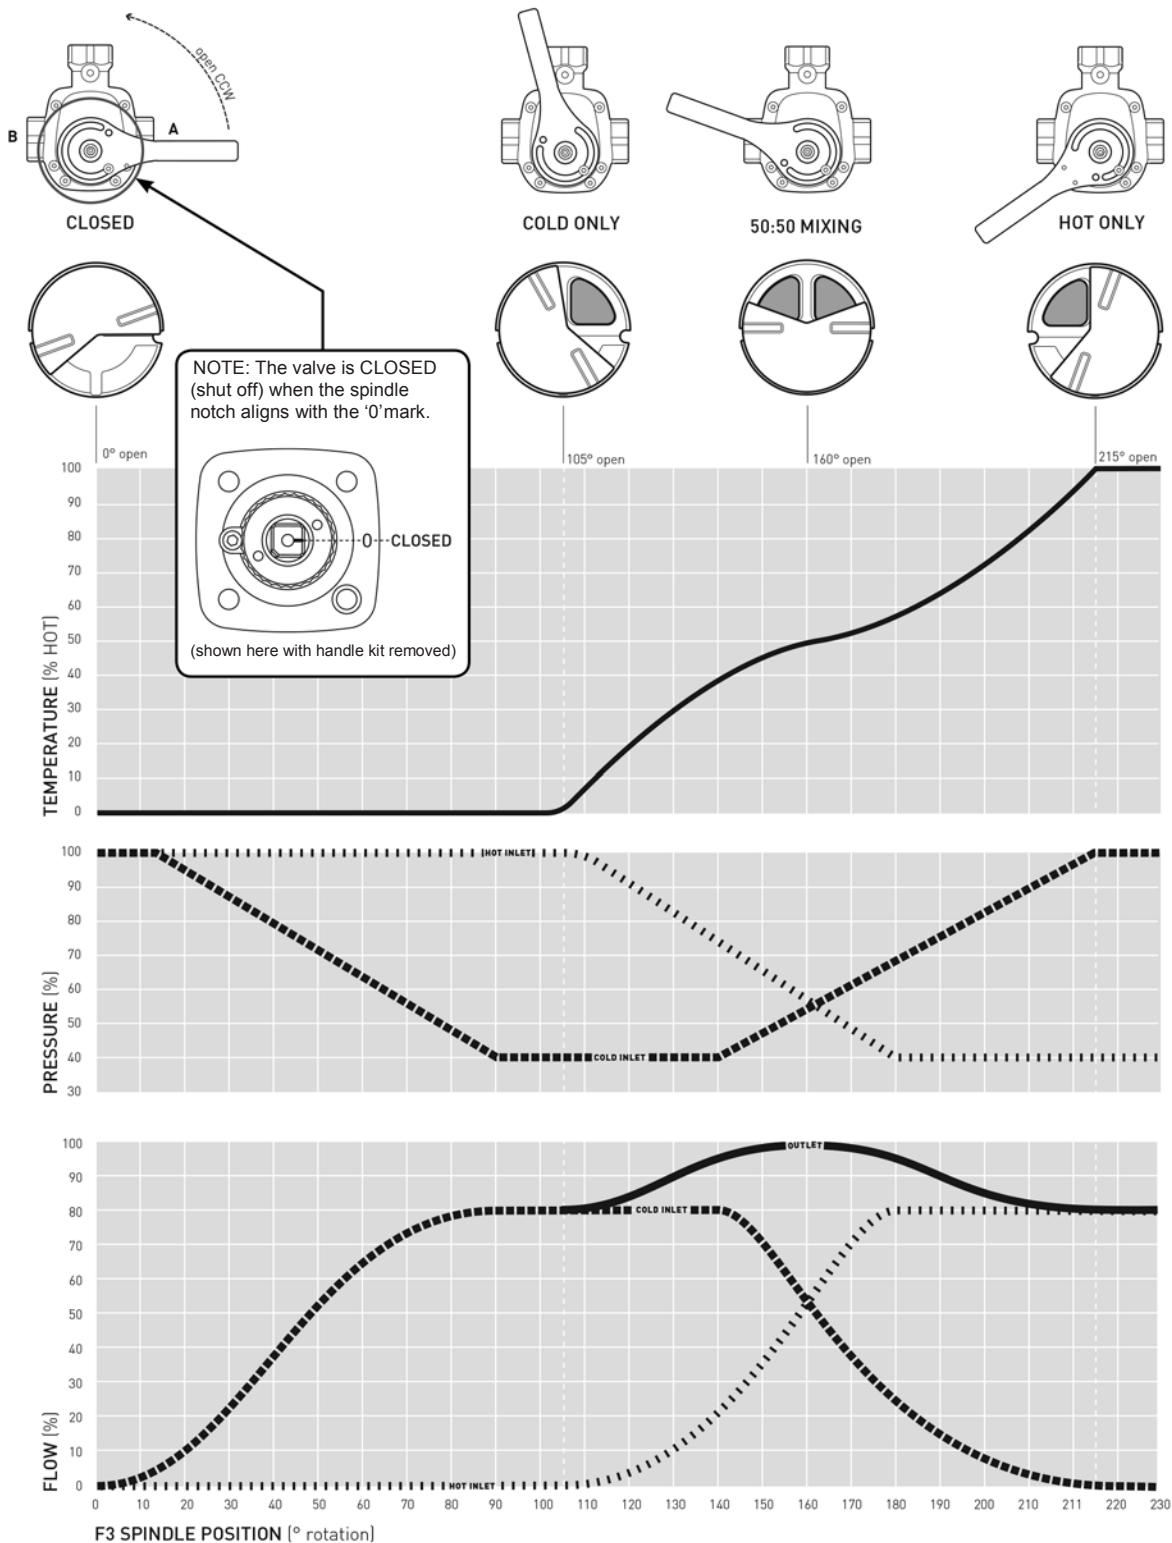 open CCW
B
A
CLOSED
COLD ONLY
50:50 MIXING
HOT ONLY
NOTE: The valve is CLOSED
(shut off) when the spindle
notch aligns with the ‘0’mark.
0
CLOSED
(shown here with handle kit removed)
0° open
105° open
160° open
215° open
TEMPERATURE (% HOT)
100
90
80
70
60
50
40
30
20
10
0
PRESSURE (%)
100
90
80
70
60
50
40
30
HOT INLET
COLD INLET
FLOW (%)
100
90
80
70
60
50
40
30
20
10
0
OUTLET
COLD INLET
HOT INLET
0 10 20 30 40 50 60 70 80 90 100 110 120 130 140 150 160 170 180 190 200 210 211 220 230
F3 SPINDLE POSITION (° rotation)